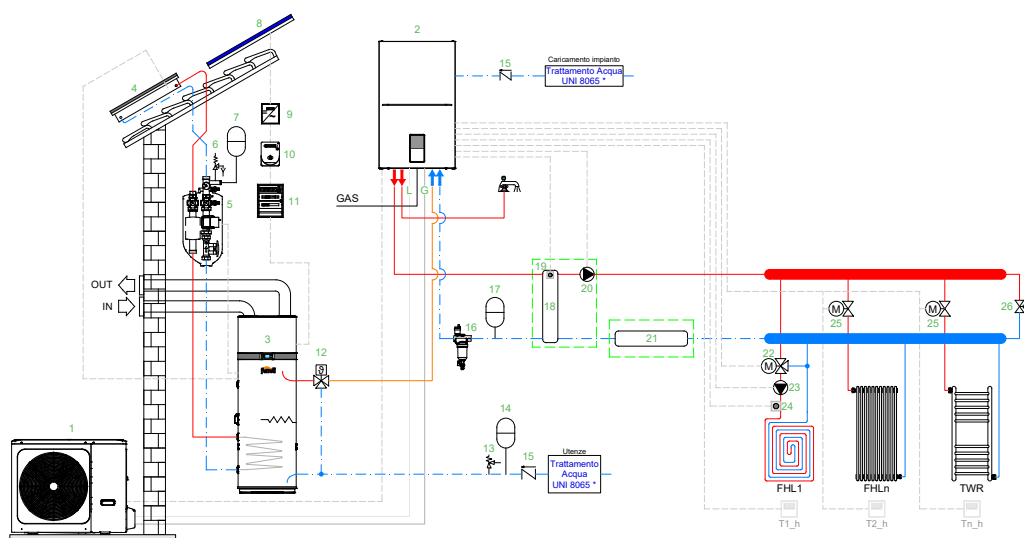 8
2
Caricamento impianto
15
Trattamento Acqua
UNI 8065 *
4
9
7
6
10
5
11
L G
GAS
OUT
IN
19
20
17
18
16
21
26
M
25
M
25
3
12
22
M
23
24
14
13
15
Utenze
Trattamento
Acqua
UNI 8065 *
1
FHL1
FHLn
TWR
T1_h
T2_h
Tn_h